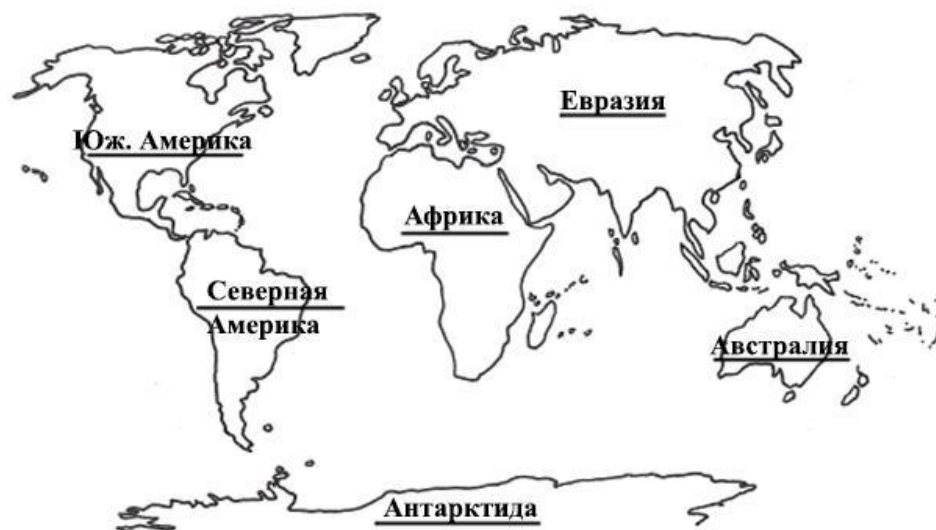 Евразия
Юж. Америка
Африка
Северная
Америка
Австралия
Антарктида